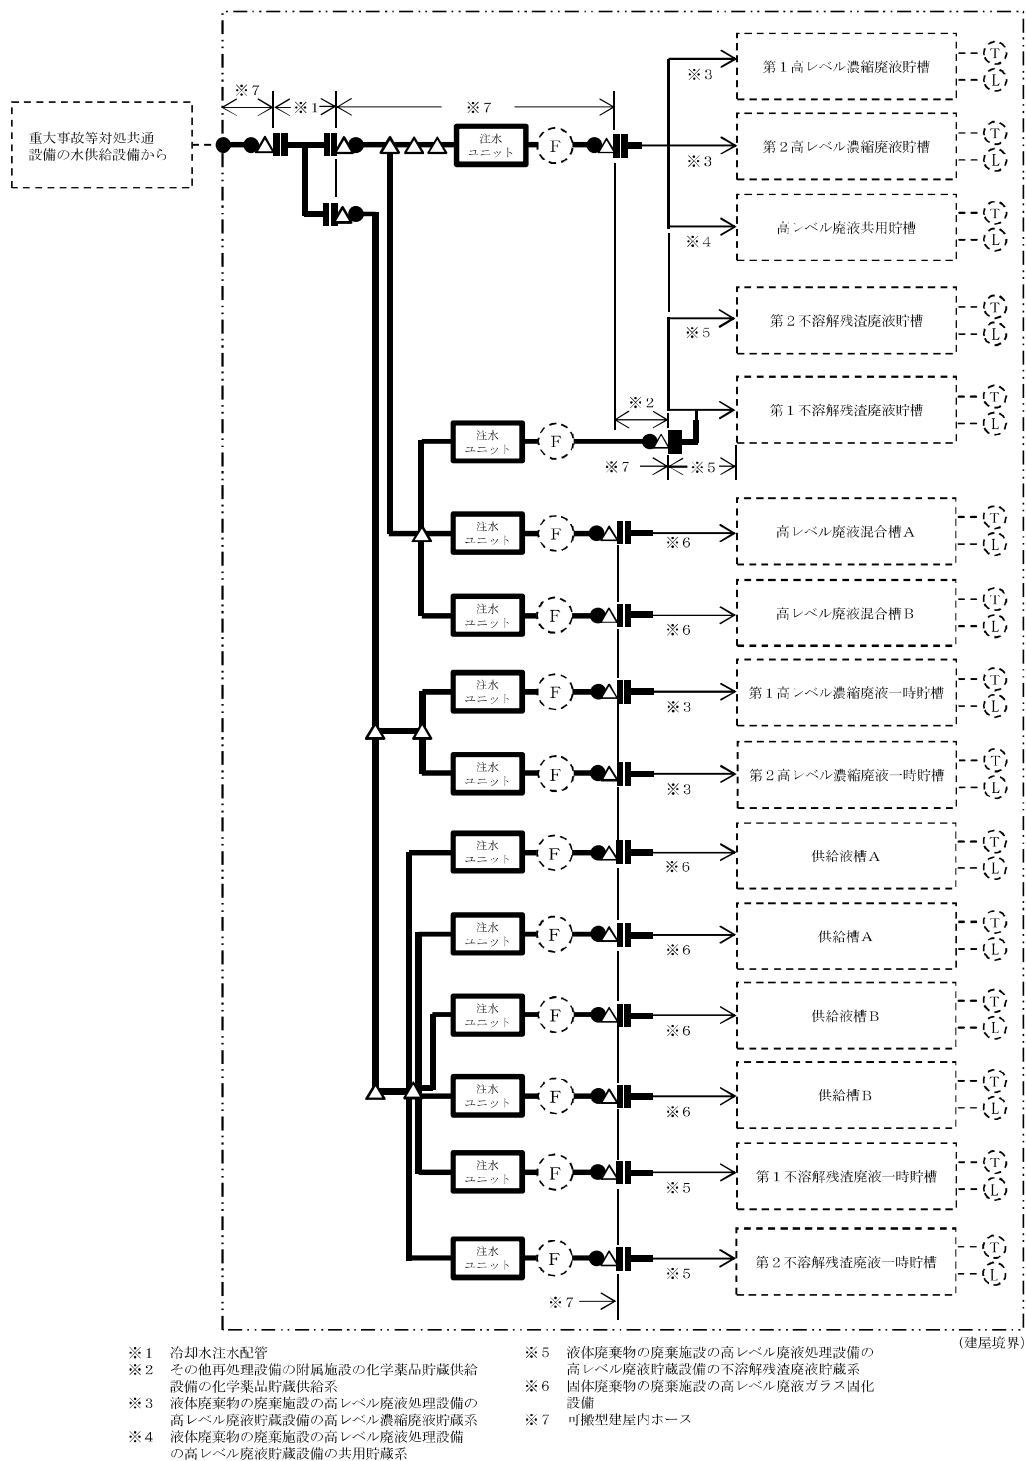 ※7
※1
※7
重大事故等対処共通
設備の水供給設備から
注水
ユニット
F
※3
第1高レベル濃縮廃液貯槽
T
L
※3
第2高レベル濃縮廃液貯槽
T
L
※4
高レベル廃液共用貯槽
T
L
※5
第2不溶解残渣廃液貯槽
T
L
※2
第1不溶解残渣廃液貯槽
T
L
注水
ユニット
F
※7
※5
注水
ユニット
F
※6
高レベル廃液混合槽A
T
L
注水
ユニット
F
※6
高レベル廃液混合槽B
T
L
注水
ユニット
F
※3
第1高レベル濃縮廃液一時貯槽
T
L
注水
ユニット
F
※3
第2高レベル濃縮廃液一時貯槽
T
L
注水
ユニット
F
※6
供給液槽A
T
L
注水
ユニット
F
※6
供給槽A
T
L
注水
ユニット
F
※6
供給液槽B
T
L
注水
ユニット
F
※6
供給槽B
T
L
注水
ユニット
F
※5
第1不溶解残渣廃液一時貯槽
T
L
注水
ユニット
F
※5
第2不溶解残渣廃液一時貯槽
T
L
※7
(建屋境界)
※1 冷却水注水配管
※2 その他再処理設備の附属施設の化学薬品貯蔵供給
設備の化学薬品貯蔵供給系
※3 液体廃棄物の廃棄施設の高レベル廃液処理設備の
高レベル廃液貯蔵設備の高レベル濃縮廃液貯蔵系
※4 液体廃棄物の廃棄施設の高レベル廃液処理設備
の高レベル廃液貯蔵設備の共用貯蔵系
※5 液体廃棄物の廃棄施設の高レベル廃液処理設備の
高レベル廃液貯蔵設備の不溶解残渣廃液貯蔵系
※6 固体廃棄物の廃棄施設の高レベル廃液ガラス固化
設備
※7 可搬型建屋内ホース